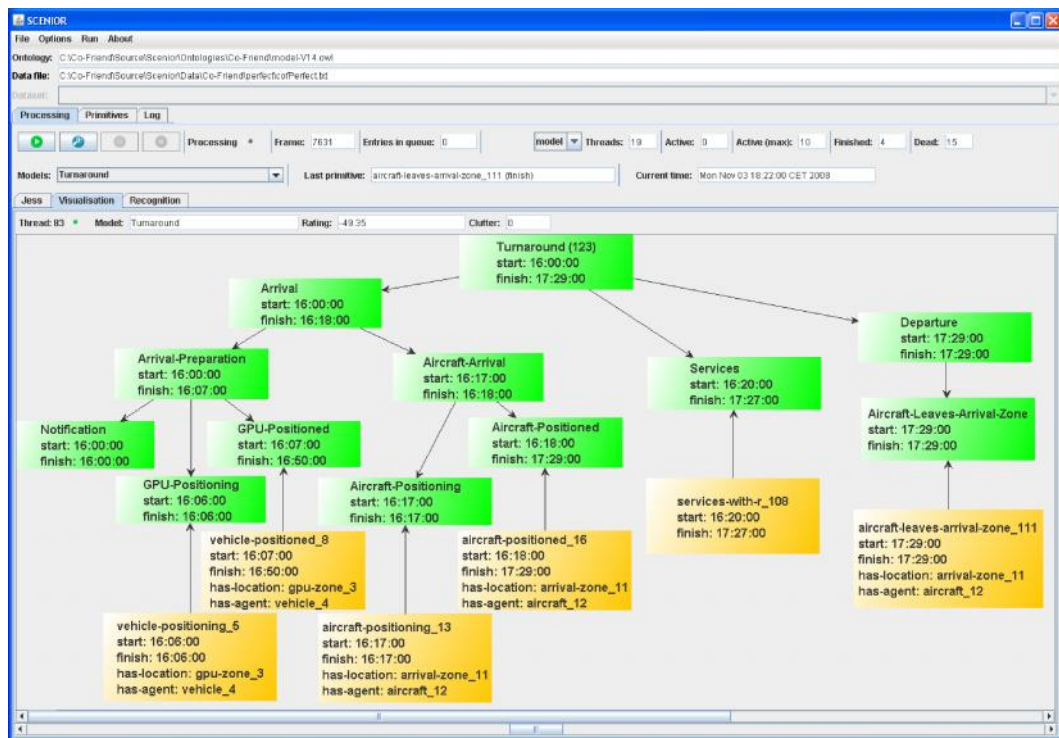 SCENIOR
File Options Run About
Ontology: C:\Co-Friend\Source\Scenior\Ontologies\Co-Friend\model-V14.owl
Data file: C:\Co-Friend\Source\Scenior\Data\Co-Friend\perfecticofPerfect.txt
Dataset:
Processing Primitives Log
Processing * Frame: 7631 Entries in queue: 0 model Threads: 19 Active: 0 Active (max): 10 Finished: 4 Dead: 15
Models: Turnaround Last primitive: aircraft-leaves-arrival-zone_111 (finish) Current time: Mon Nov 03 18:22:00 CET 2008
Jess Visualisation Recognition
Thread: 83 * Model: Turnaround Rating: -49.35 Clutter: 0
Turnaround (123)
start: 16:00:00
finish: 17:29:00
Arrival
start: 16:00:00
finish: 16:18:00
Departure
start: 17:29:00
finish: 17:29:00
Arrival-Preparation
start: 16:00:00
finish: 16:07:00
Aircraft-Arrival
start: 16:17:00
finish: 16:18:00
Services
start: 16:20:00
finish: 17:27:00
Notification
start: 16:00:00
finish: 16:00:00
GPU-Positioned
start: 16:07:00
finish: 16:50:00
Aircraft-Positioned
start: 16:18:00
finish: 17:29:00
Aircraft-Leaves-Arrival-Zone
start: 17:29:00
finish: 17:29:00
GPU-Positioning
start: 16:06:00
finish: 16:06:00
Aircraft-Positioning
start: 16:17:00
finish: 16:17:00
services-with-r_108
start: 16:20:00
finish: 17:27:00
vehicle-positioned_8
start: 16:07:00
finish: 16:50:00
has-location: gpu-zone_3
has-agent: vehicle_4
aircraft-positioned_16
start: 16:18:00
finish: 17:29:00
has-location: arrival-zone_11
has-agent: aircraft_12
aircraft-leaves-arrival-zone_111
start: 17:29:00
finish: 17:29:00
has-location: arrival-zone_11
has-agent: aircraft_12
vehicle-positioning_5
start: 16:06:00
finish: 16:06:00
has-location: gpu-zone_3
has-agent: vehicle_4
aircraft-positioning_13
start: 16:17:00
finish: 16:17:00
has-location: arrival-zone_11
has-agent: aircraft_12